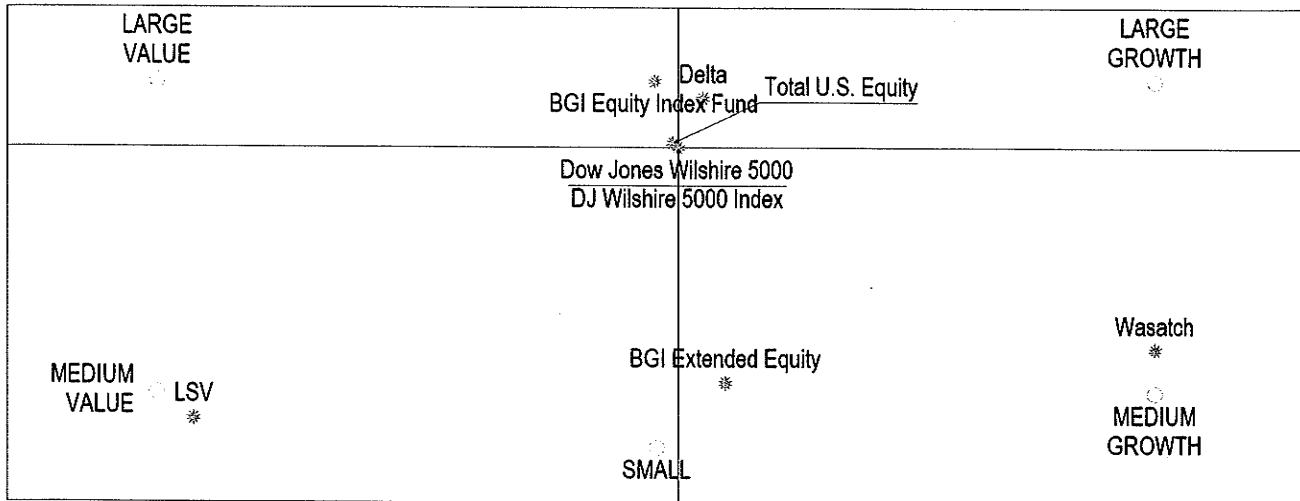 LARGE
VALUE
LARGE
GROWTH
Delta
Total U.S. Equity
BGI Equity Index Fund
Dow Jones Wilshire 5000
DJ Wilshire 5000 Index
Wasatch
BGI Extended Equity
MEDIUM
VALUE
LSV
MEDIUM
GROWTH
SMALL